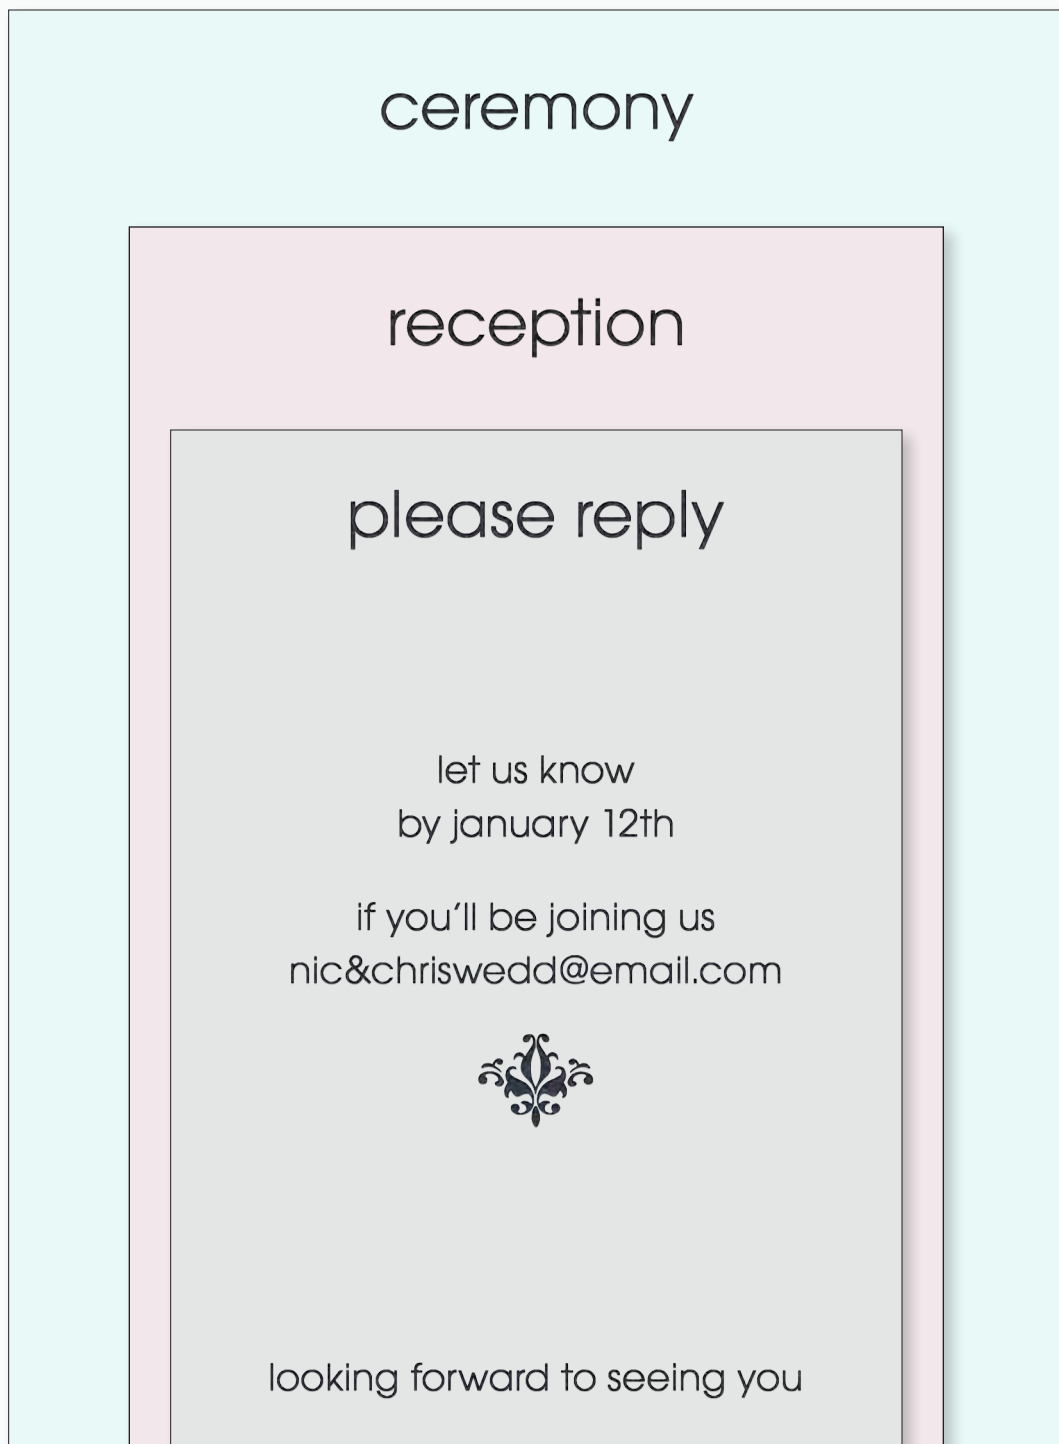 ceremony
reception
please reply
let us know
by january 12th
if you’ll be joining us
nic&chriswedd@email.com
looking forward to seeing you